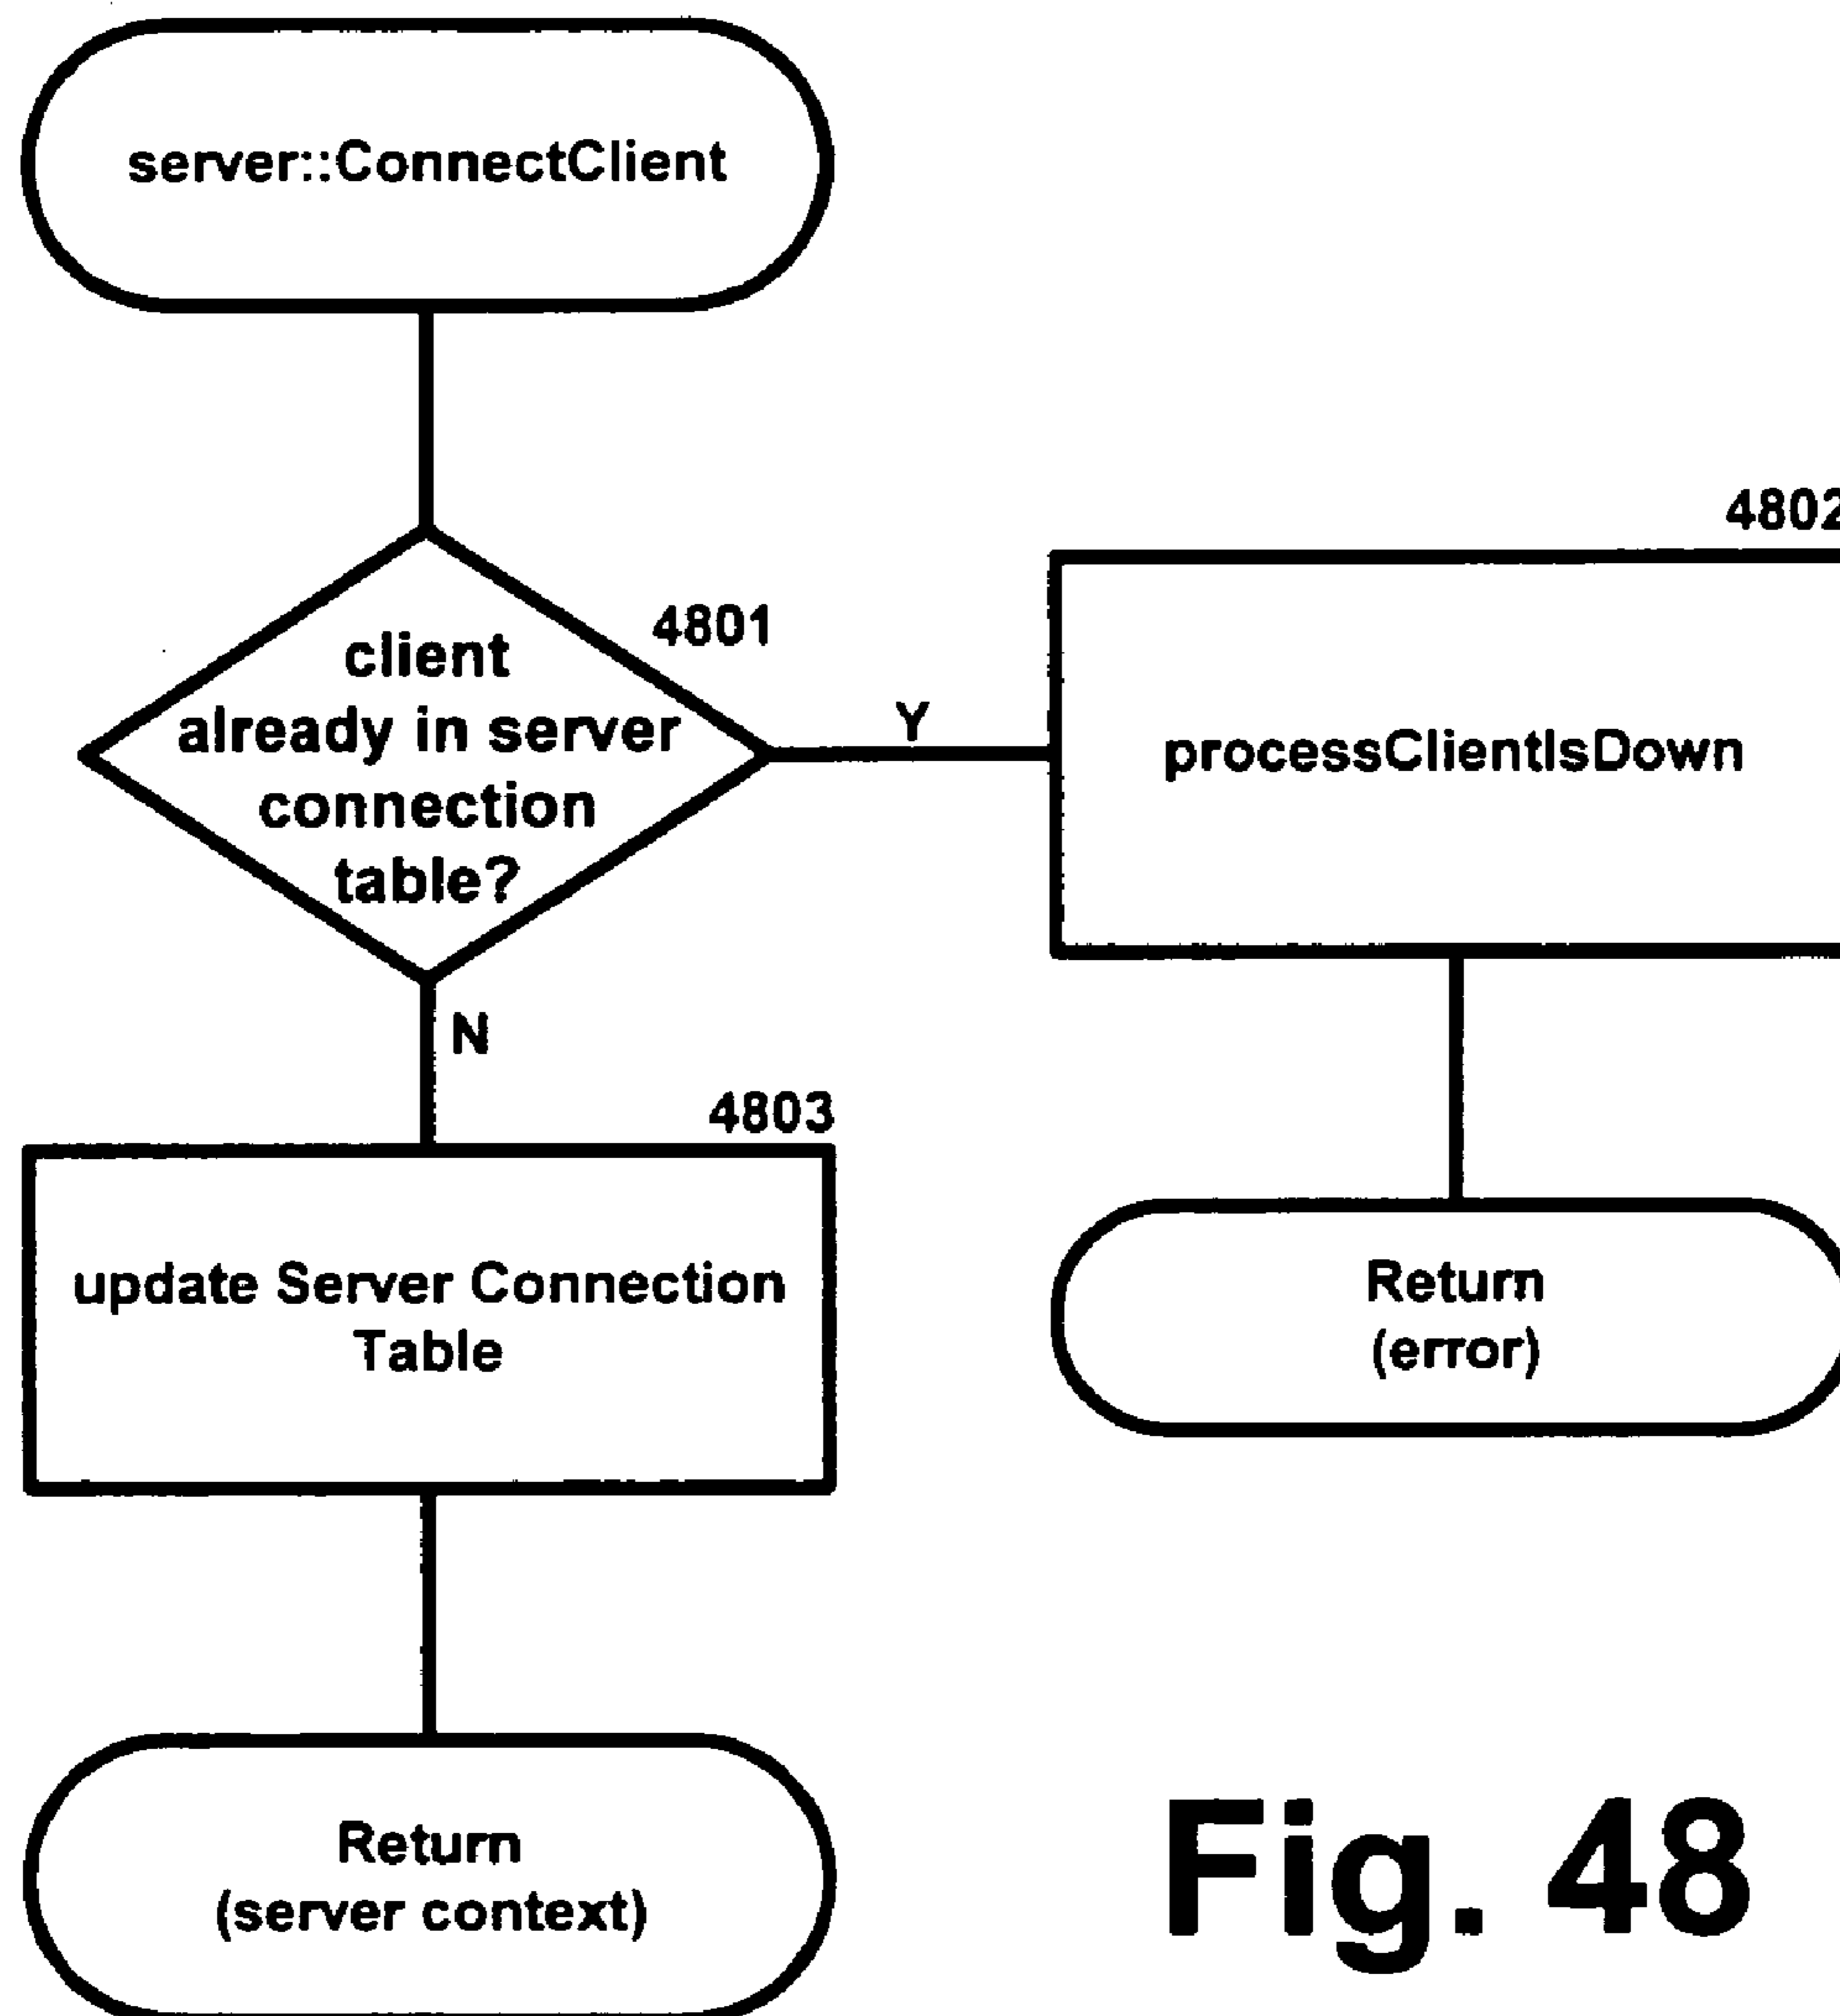 server::ConnectClient
4801
client
already in server
connection
table?
Y
4802
processClientIsDown
N
4803
update Server Connection
Table
Return
(error)
Return
(server context)
Fig. 48